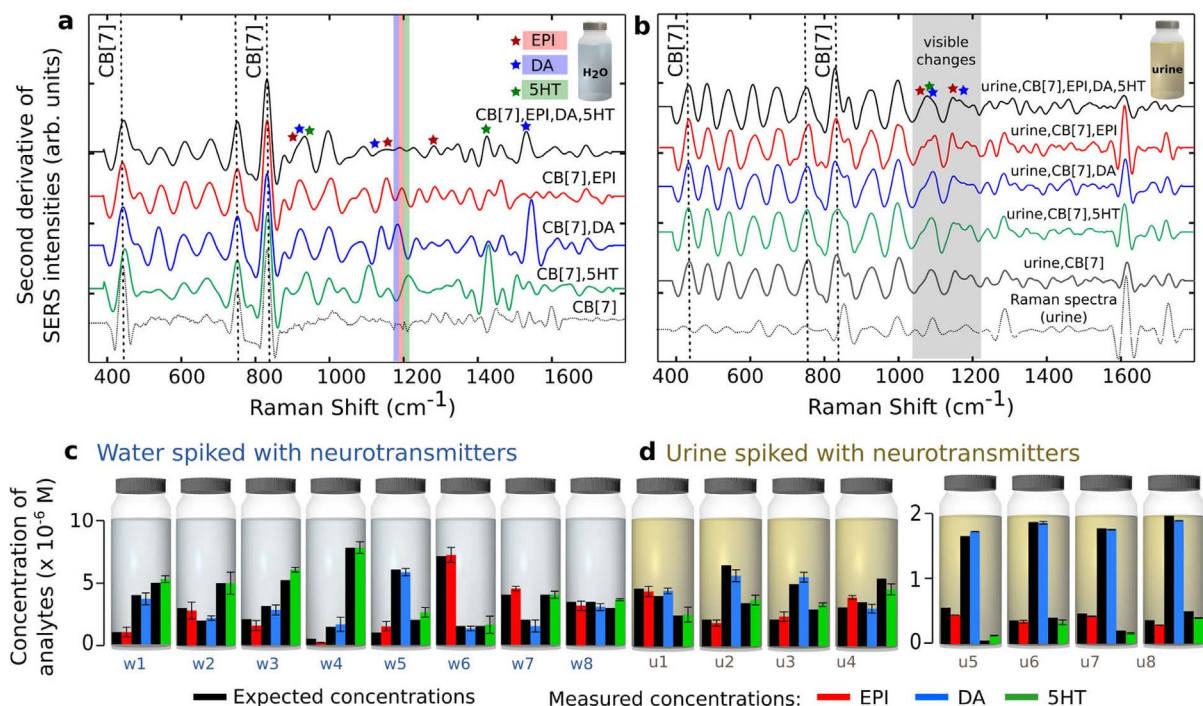 a
CB[7]
CB[7]
EPI
DA
5HT
H₂O
CB[7],EPI,DA,5HT
CB[7],EPI
CB[7],DA
CB[7],5HT
CB[7]
Second derivative of
SERS intensities (arb. units)
400 600 800 1000 1200 1400 1600
Raman Shift (cm⁻¹)
b
CB[7]
CB[7]
visible
changes
urine
urine,CB[7],EPI,DA,5HT
urine,CB[7],EPI
urine,CB[7],DA
urine,CB[7],5HT
urine,CB[7]
Raman spectra
(urine)
400 600 800 1000 1200 1400 1600
Raman Shift (cm⁻¹)
c Water spiked with neurotransmitters
d Urine spiked with neurotransmitters
Concentration of
analytes (x 10⁻⁶ M)
10
5
0
w1 w2 w3 w4 w5 w6 w7 w8 u1 u2 u3 u4
2
1
0
u5 u6 u7 u8
Expected concentrations Measured concentrations: EPI DA 5HT